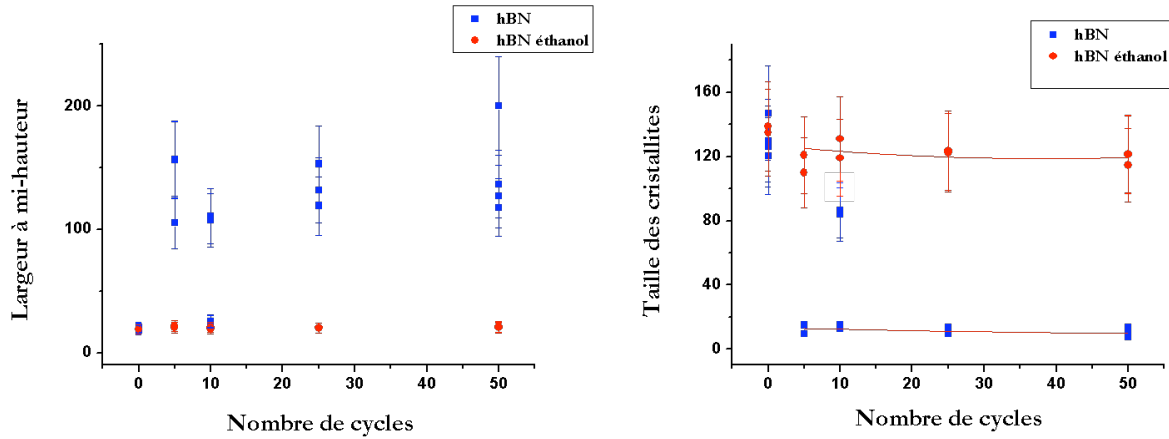 hBN
hBN éthanol
Largeur à mi-hauteur
200
100
0
0 10 20 30 40 50
Nombre de cycles
hBN
hBN éthanol
Taille des cristallites
160
120
80
40
0
0 10 20 30 40 50
Nombre de cycles